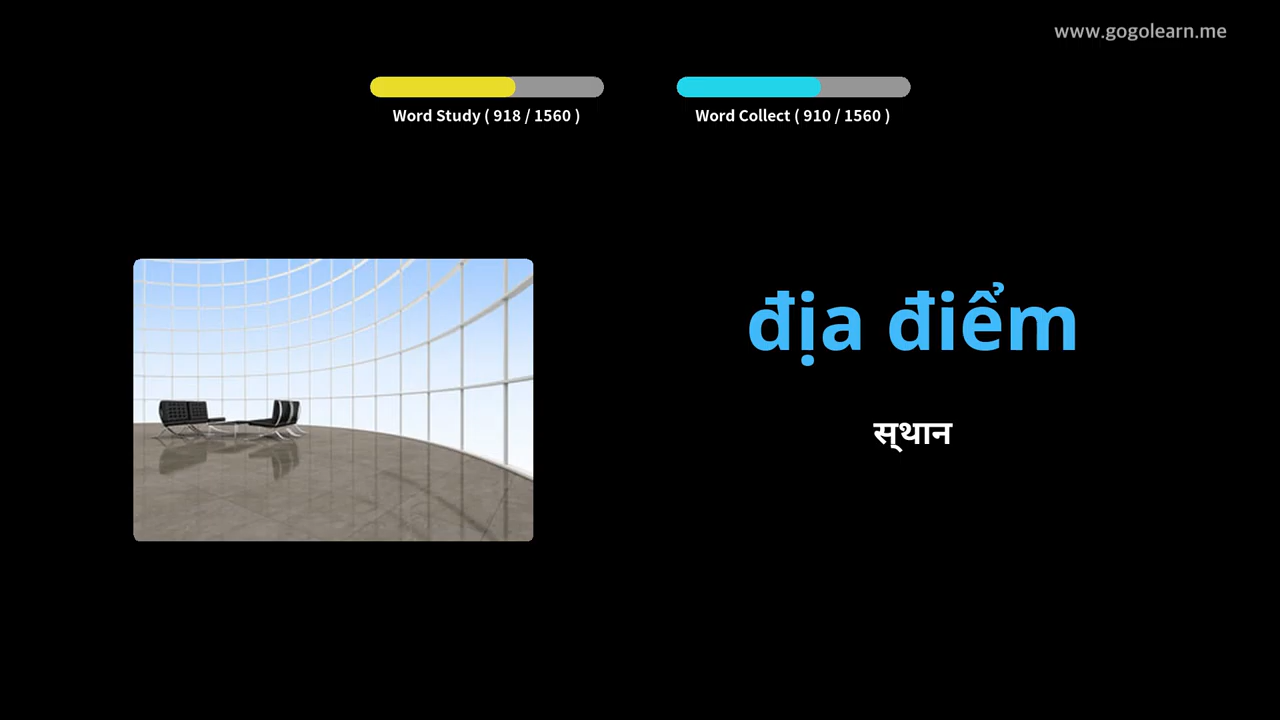 www.gogolearn.me
Word Study ( 918 / 1560 )
Word Collect ( 910 / 1560 )
địa điểm
स्थान